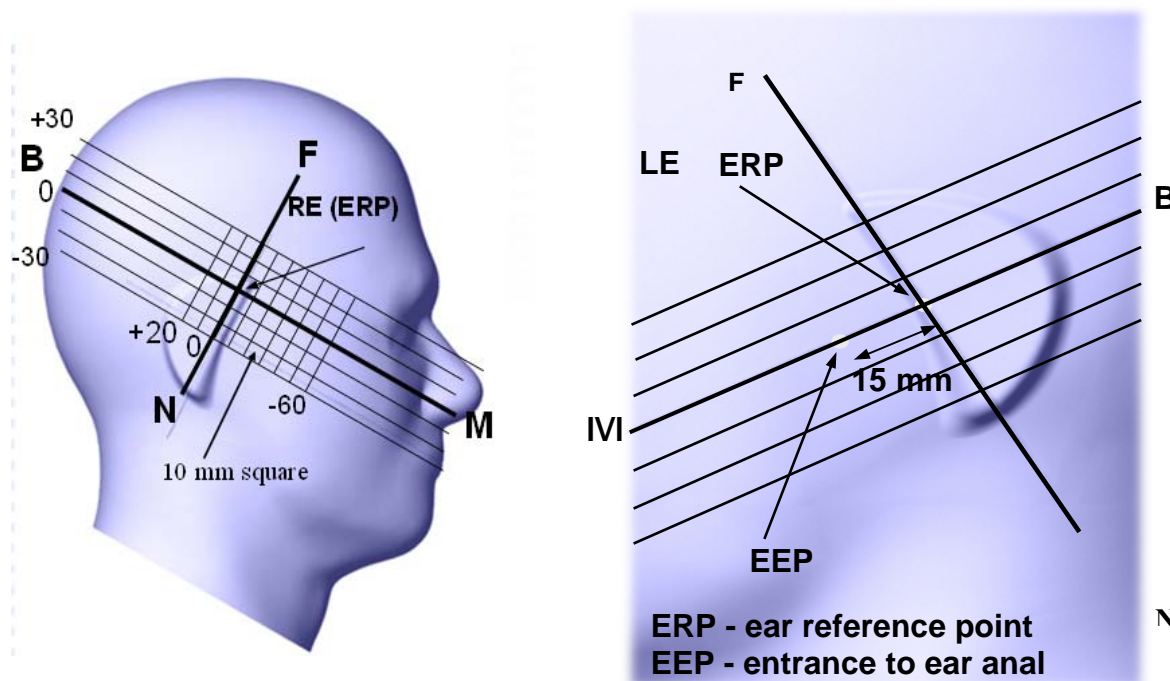 +30
B
F
0
RE (ERP)
-30
+20
0
N
-60
M
10 mm square
F
LE
ERP
B
15 mm
IVI
EEP
N
ERP - ear reference point
EEP - entrance to ear anal